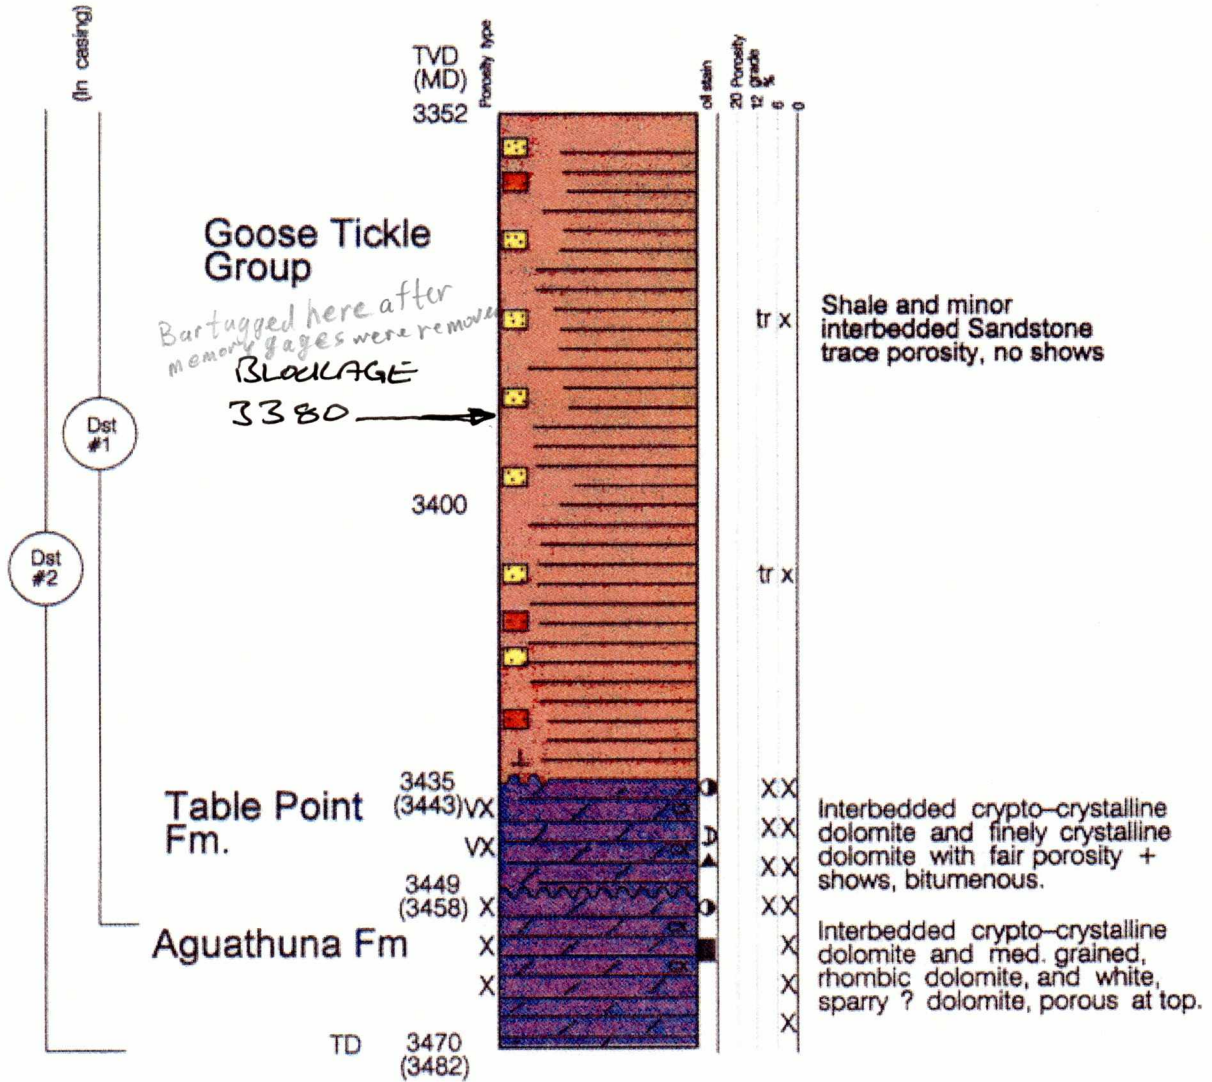 (In casing)
TVD
(MD)
Porosity type
oil stain
20 Porosity
12 grade
6 %
0
3352
Goose Tickle
Group
Bar tugged here after
memory gages were remove
BLOCKAGE
3380
Dst
#1
Dst
#2
tr x
Shale and minor
interbedded Sandstone
trace porosity, no shows
3400
tr x
Table Point
Fm.
3435
(3443)
VX
VX
XX
XX
XX
Interbedded crypto–crystalline
dolomite and finely crystalline
dolomite with fair porosity +
shows, bitumenous.
3449
(3458)
X
XX
Aguathuna Fm
X
X
X
X
X
Interbedded crypto–crystalline
dolomite and med. grained,
rhombic dolomite, and white,
sparry ? dolomite, porous at top.
TD
3470
(3482)